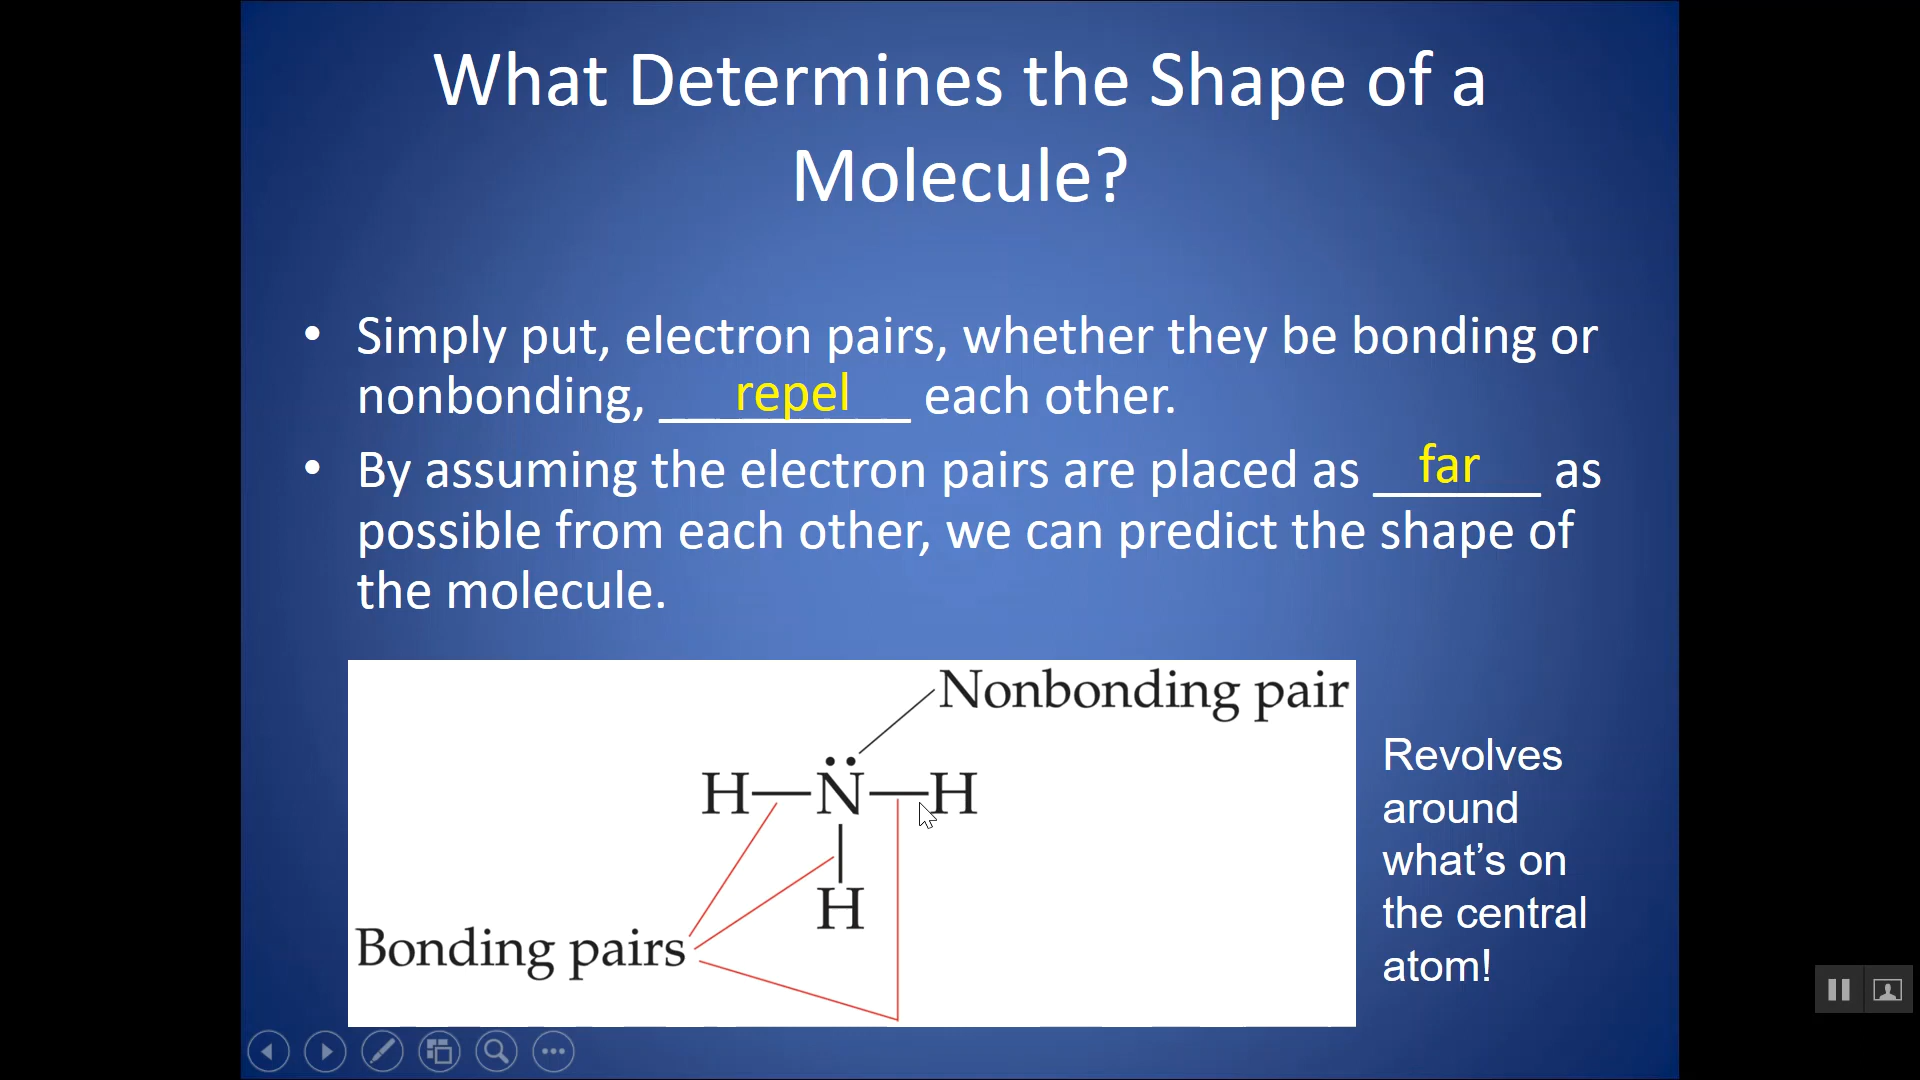 What Determines the Shape of a
Molecule?
• Simply put, electron pairs, whether they be bonding or
nonbonding, repel each other.
• By assuming the electron pairs are placed as far as
possible from each other, we can predict the shape of
the molecule.
Nonbonding pair
H—N̈—H
H
Bonding pairs
Revolves
around
what’s on
the central
atom!